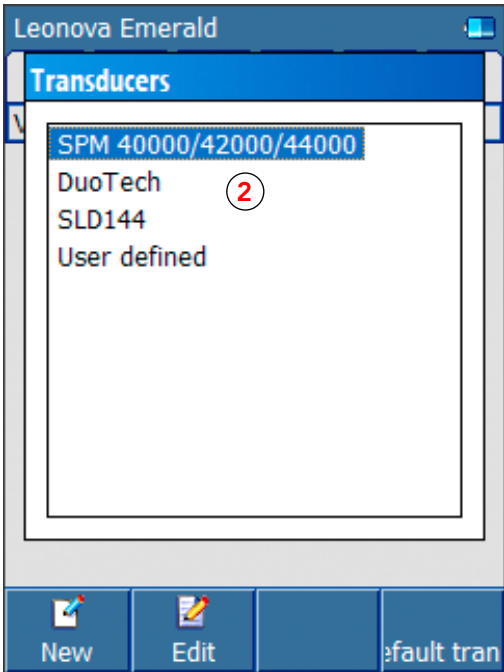 Leonova Emerald
Transducers
SPM 40000/42000/44000
DuoTech
2
SLD144
User defined
New
Edit
efault tran